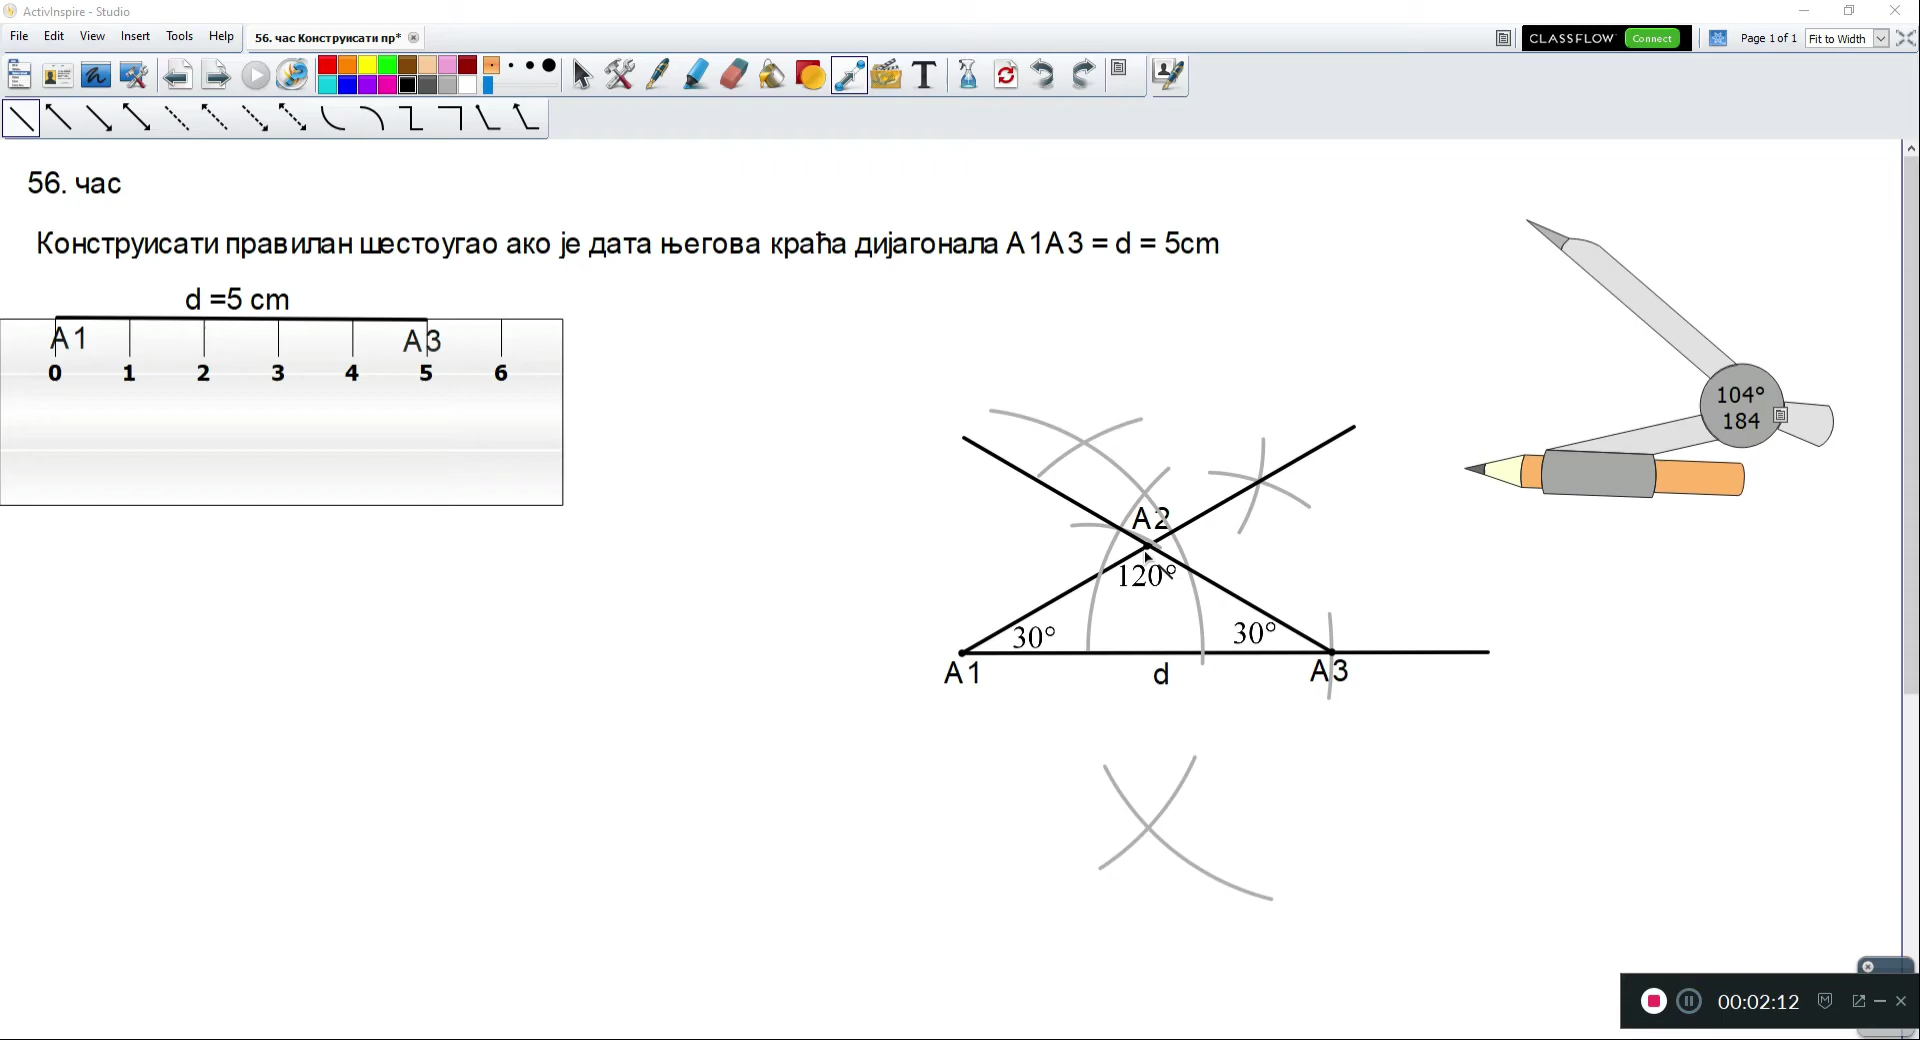 ActivInspire - Studio
File Edit View Insert Tools Help
56. час Конструисати пр*
CLASSFLOW Connect
Page 1 of 1 Fit to Width
56. час
Конструисати правилан шестоугао ако је дата његова краћа дијагонала A1A3 = d = 5cm
d =5 cm
A1 A3
0 1 2 3 4 5 6
104°
184
A2
120°
30° 30°
A1 d A3
00:02:12